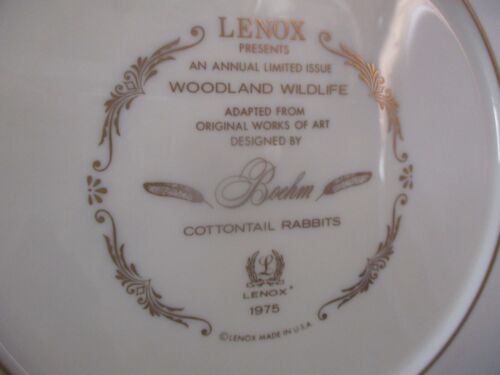 LENOX
PRESENTS
AN ANNUAL LIMITED ISSUE
WOODLAND WILDLIFE
ADAPTED FROM
ORIGINAL WORKS OF ART
DESIGNED BY
Boehm
COTTONTAIL RABBITS
L
LENOX®
1975
©LENOX MADE IN U.S.A.